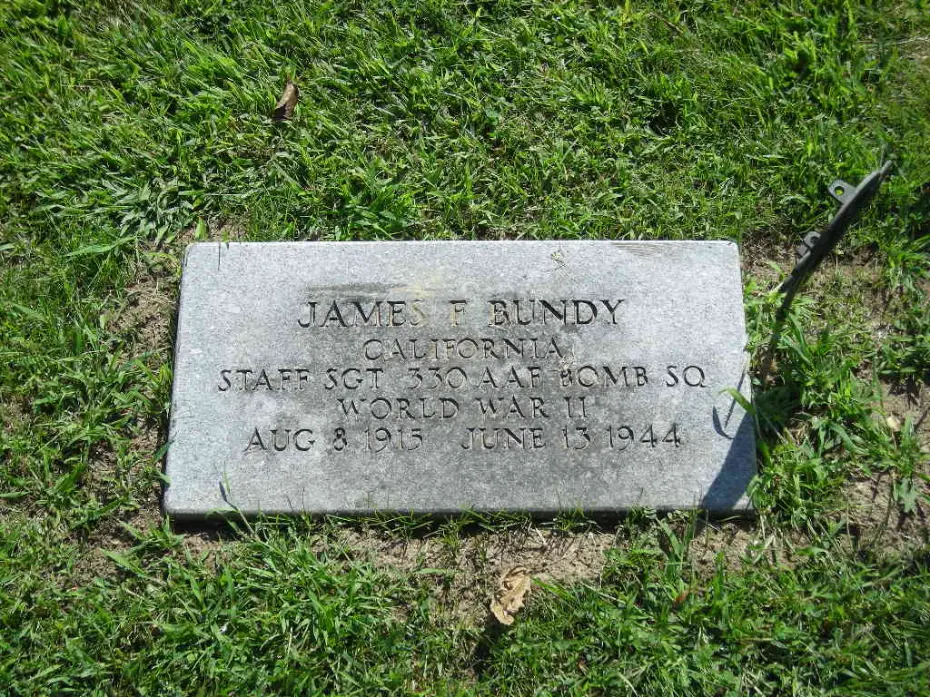 JAMES F BUNDY
CALIFORNIA
STAFF SGT 330 AAF BOMB SQ
WORLD WAR II
AUG 8 1915 JUNE 13 1944